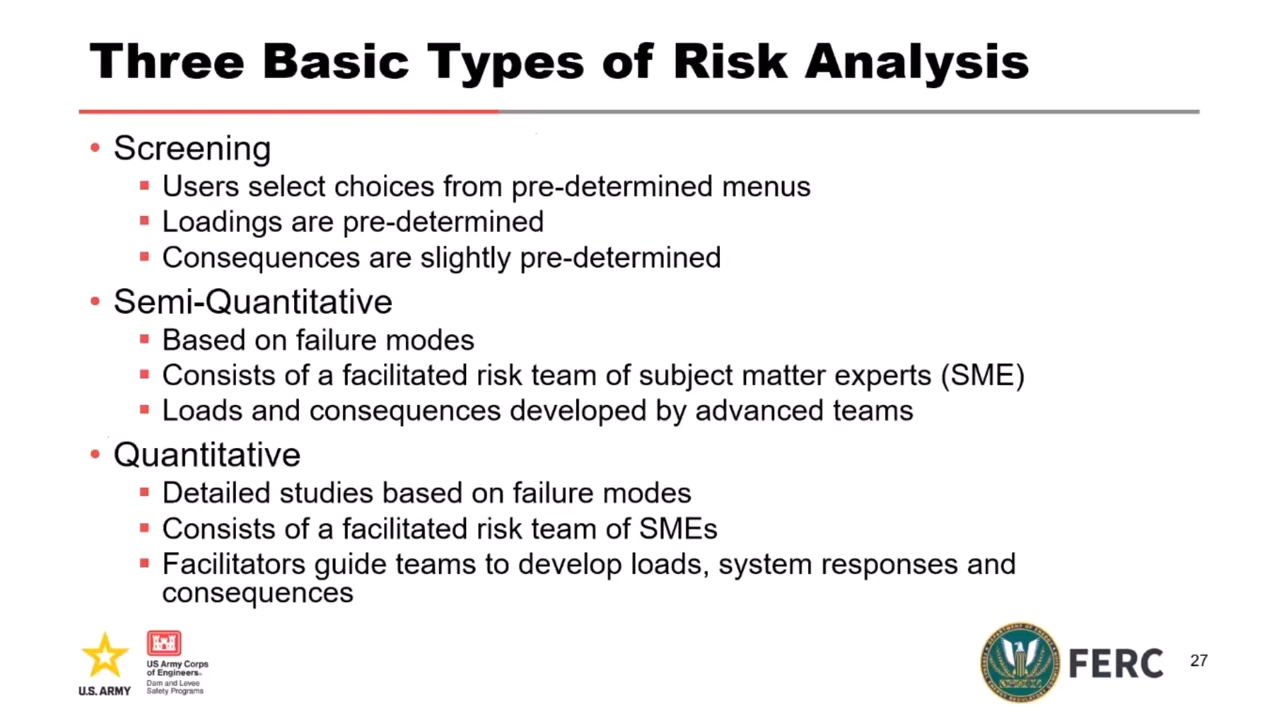 Three Basic Types of Risk Analysis
• Screening
▪ Users select choices from pre-determined menus
▪ Loadings are pre-determined
▪ Consequences are slightly pre-determined
• Semi-Quantitative
▪ Based on failure modes
▪ Consists of a facilitated risk team of subject matter experts (SME)
▪ Loads and consequences developed by advanced teams
• Quantitative
▪ Detailed studies based on failure modes
▪ Consists of a facilitated risk team of SMEs
▪ Facilitators guide teams to develop loads, system responses and
consequences
U.S. ARMY
US Army Corps
of Engineers®
Dam and Levee
Safety Programs
FERC
27